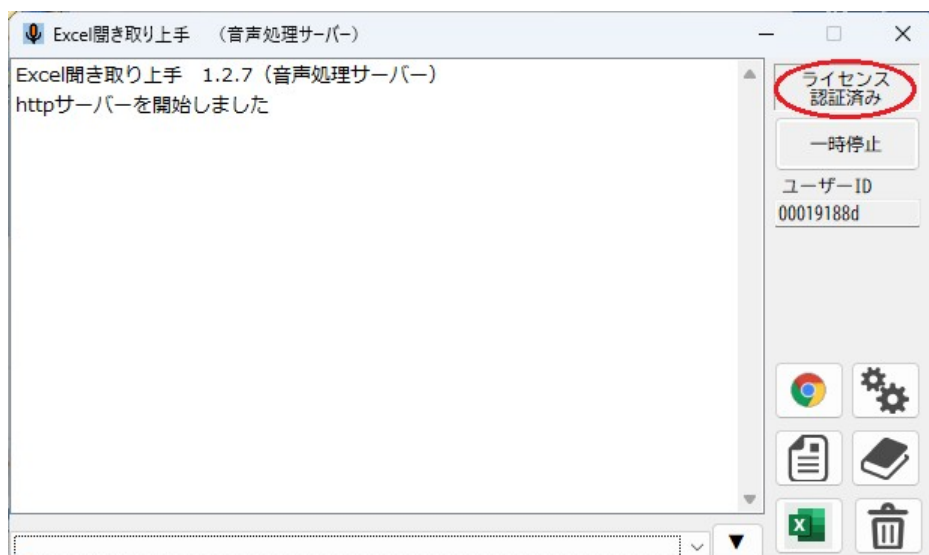 Excel聞き取り上手　（音声処理サーバー）
Excel聞き取り上手　1.2.7（音声処理サーバー）
httpサーバーを開始しました
ライセンス
認証済み
一時停止
ユーザーID
00019188d